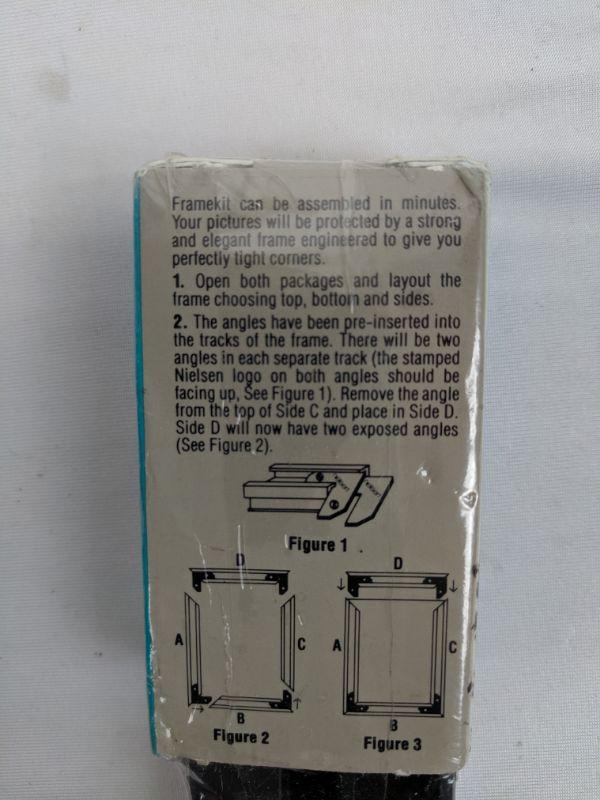 Framekit can be assembled in minutes.
Your pictures will be protected by a strong
and elegant frame engineered to give you
perfectly tight corners.
1. Open both packages and layout the
frame choosing top, bottom and sides.
2. The angles have been pre-inserted into
the tracks of the frame. There will be two
angles in each separate track (the stamped
Nielsen logo on both angles should be
facing up, See Figure 1). Remove the angle
from the top of Side C and place in Side D.
Side D will now have two exposed angles
(See Figure 2).
Figure 1
D
D
A
C
A
C
B
B
Figure 2
Figure 3